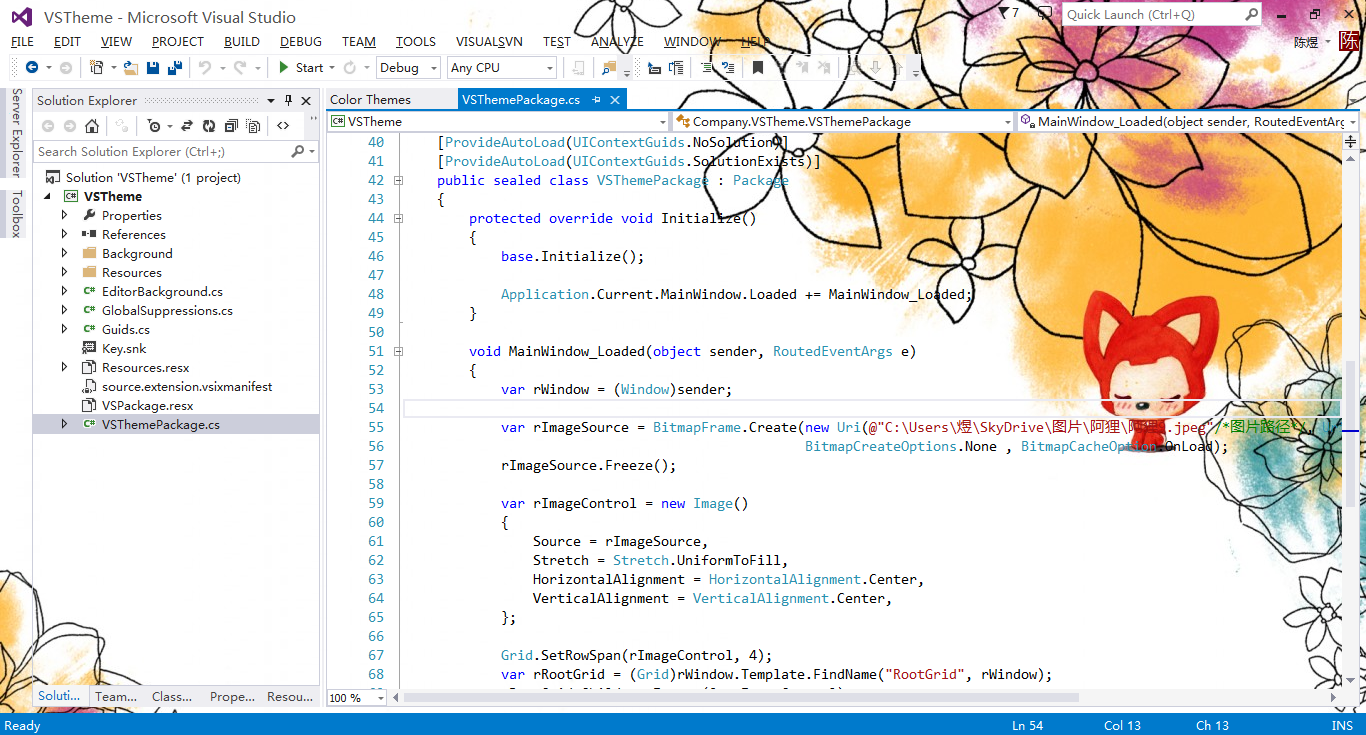 VSTheme - Microsoft Visual Studio
7
Quick Launch (Ctrl+Q)
FILE EDIT VIEW PROJECT BUILD DEBUG TEAM TOOLS VISUALSVN TEST ANALYZE WINDOW HELP
陈煜
陈
Start Debug Any CPU
Server Explorer
Toolbox
Solution Explorer
Search Solution Explorer (Ctrl+;)
Solution 'VSTheme' (1 project)
VSTheme
Properties
References
Background
Resources
EditorBackground.cs
GlobalSuppressions.cs
Guids.cs
Key.snk
Resources.resx
source.extension.vsixmanifest
VSPackage.resx
VSThemePackage.cs
Soluti... Team... Class... Prope... Resou...
Color Themes VSThemePackage.cs
VSTheme Company.VSTheme.VSThemePackage MainWindow_Loaded(object sender, RoutedEventArg
40 [ProvideAutoLoad(UIContextGuids.NoSolution)]
41 [ProvideAutoLoad(UIContextGuids.SolutionExists)]
42 public sealed class VSThemePackage : Package
43 {
44 protected override void Initialize()
45 {
46 base.Initialize();
47
48 Application.Current.MainWindow.Loaded += MainWindow_Loaded;
49 }
50
51 void MainWindow_Loaded(object sender, RoutedEventArgs e)
52 {
53 var rWindow = (Window)sender;
54
55 var rImageSource = BitmapFrame.Create(new Uri(@"C:\Users\煜\SkyDrive\图片\阿狸\阿狸 .jpeg"/*图片路径*/),
56 BitmapCreateOptions.None , BitmapCacheOption.OnLoad);
57 rImageSource.Freeze();
58
59 var rImageControl = new Image()
60 {
61 Source = rImageSource,
62 Stretch = Stretch.UniformToFill,
63 HorizontalAlignment = HorizontalAlignment.Center,
64 VerticalAlignment = VerticalAlignment.Center,
65 };
66
67 Grid.SetRowSpan(rImageControl, 4);
68 var rRootGrid = (Grid)rWindow.Template.FindName("RootGrid", rWindow);
100 %
Ready Ln 54 Col 13 Ch 13 INS